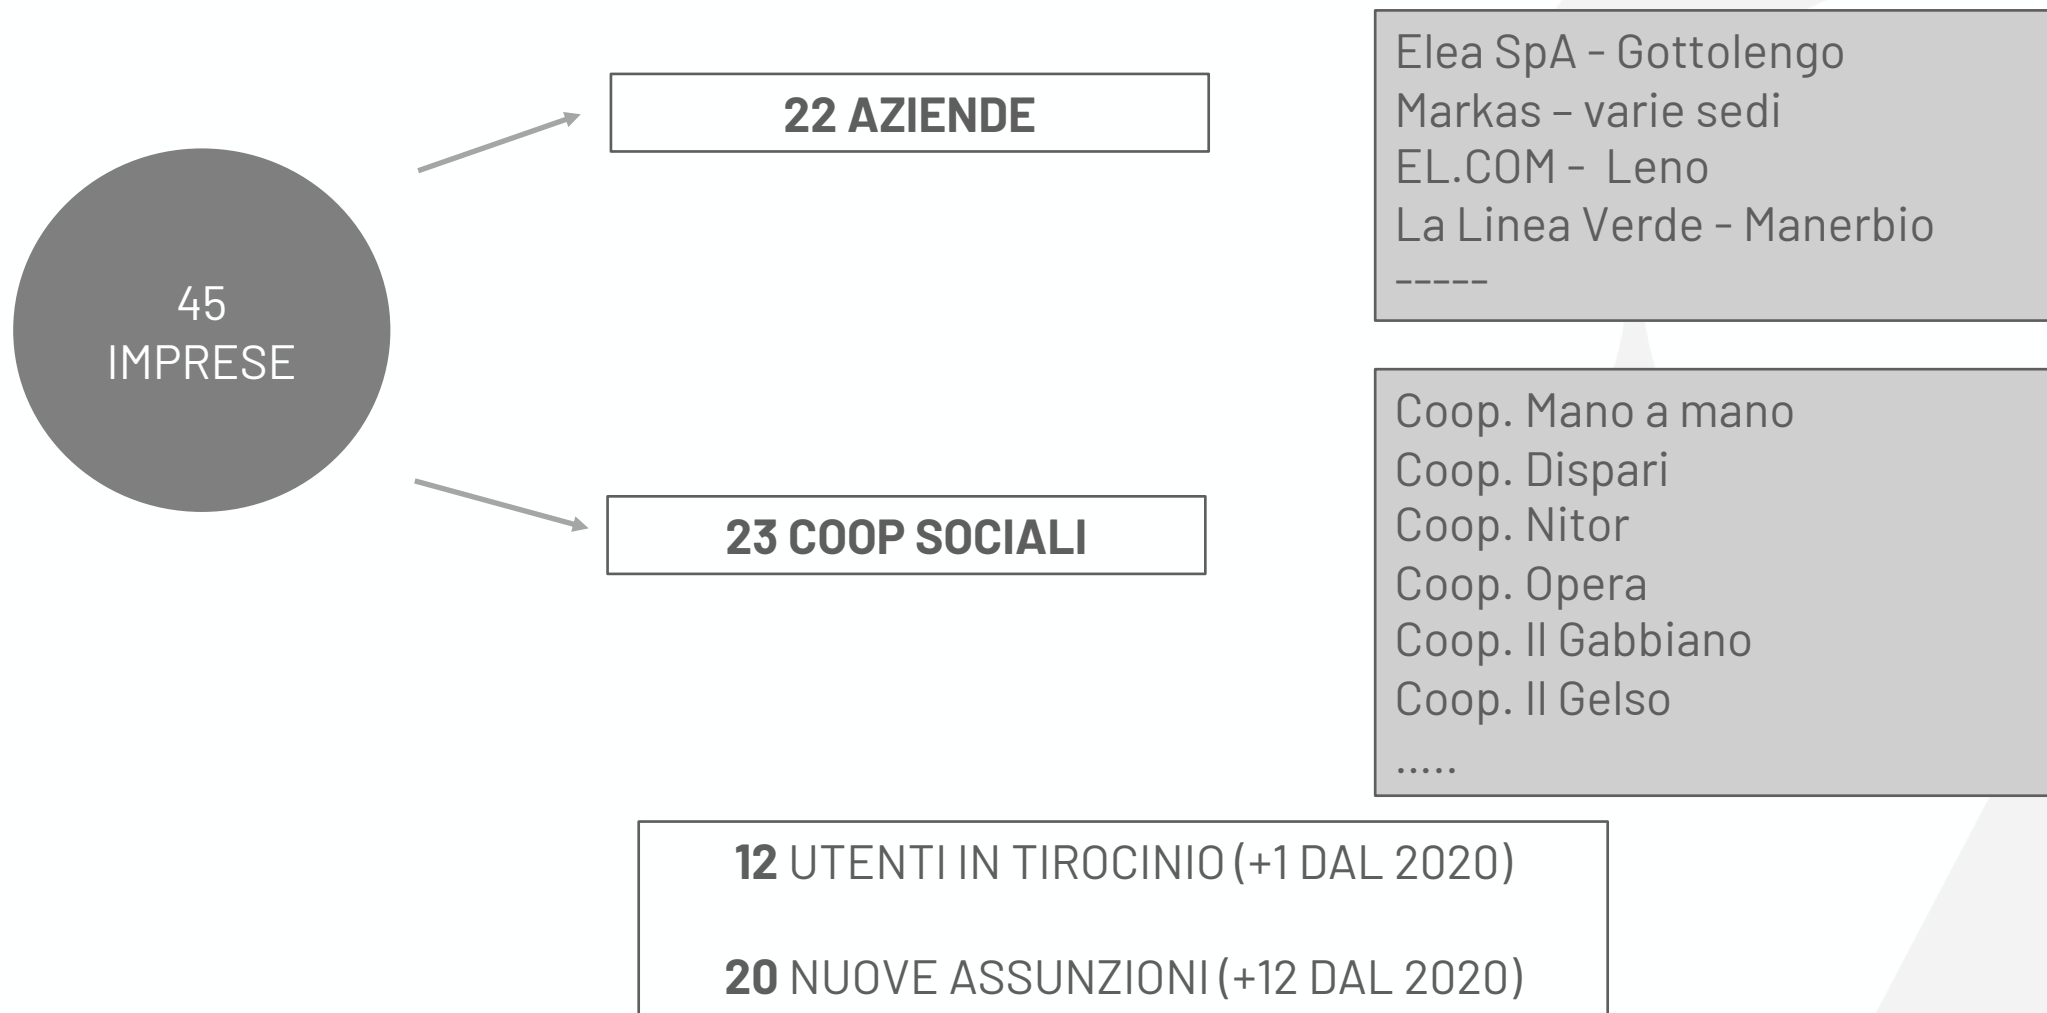 45
IMPRESE
22 AZIENDE
Elea SpA - Gottolengo
Markas – varie sedi
EL.COM - Leno
La Linea Verde - Manerbio
-----
23 COOP SOCIALI
Coop. Mano a mano
Coop. Dispari
Coop. Nitor
Coop. Opera
Coop. Il Gabbiano
Coop. Il Gelso
.....
12 UTENTI IN TIROCINIO (+1 DAL 2020)
20 NUOVE ASSUNZIONI (+12 DAL 2020)